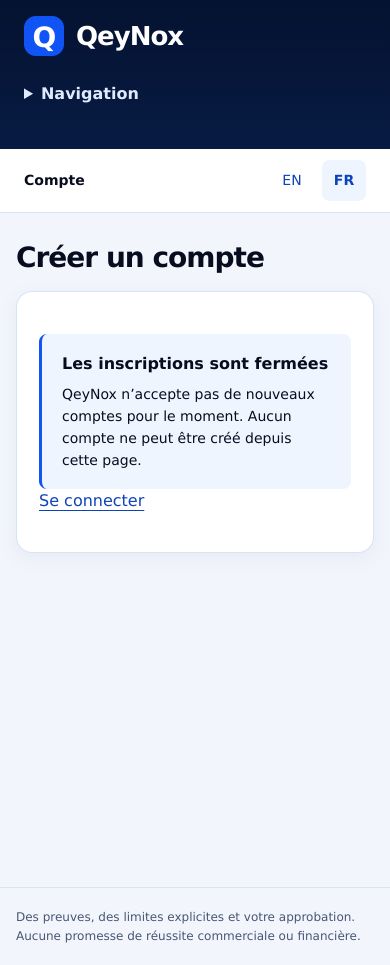 Q QeyNox
▶ Navigation
Compte EN FR
Créer un compte
Les inscriptions sont fermées
QeyNox n’accepte pas de nouveaux
comptes pour le moment. Aucun
compte ne peut être créé depuis
cette page.
Se connecter
Des preuves, des limites explicites et votre approbation.
Aucune promesse de réussite commerciale ou financière.